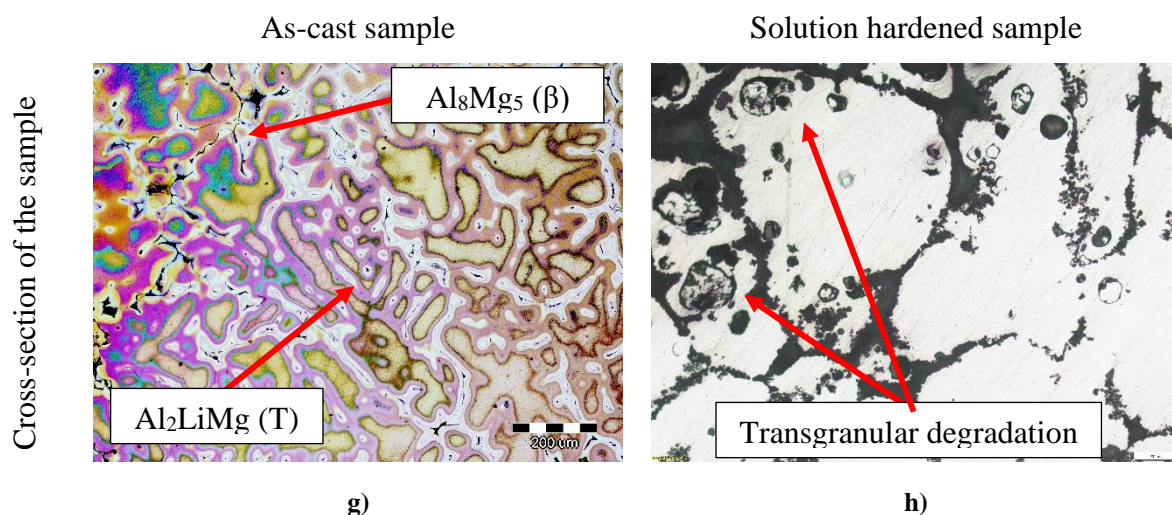 As-cast sample
Solution hardened sample
Cross-section of the sample
Al₈Mg₅ (β)
Al₂LiMg (T)
200 um
Transgranular degradation
g)
h)